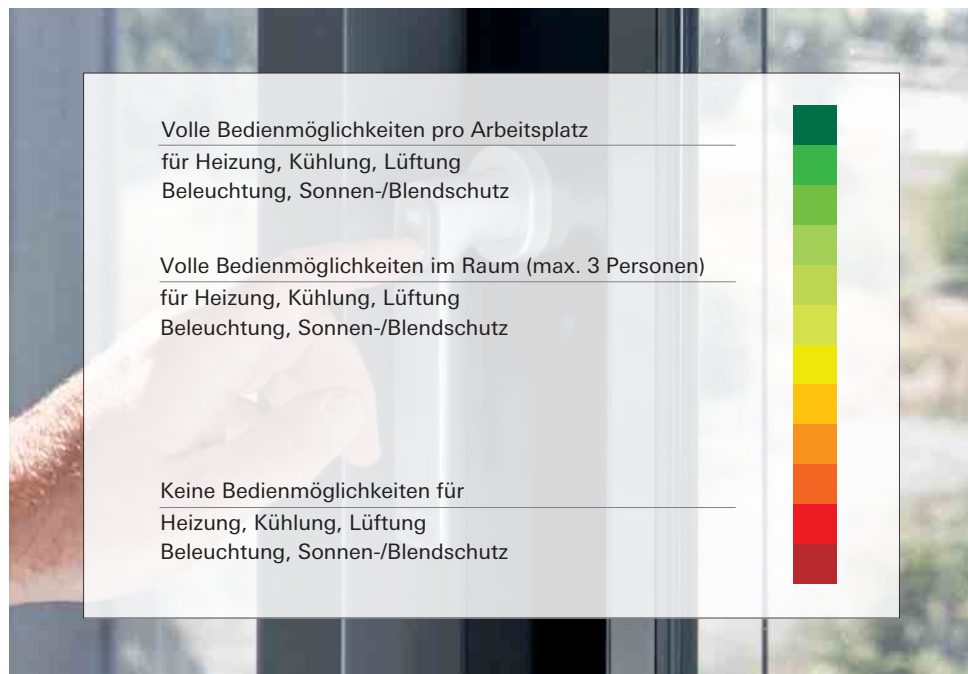 Volle Bedienmöglichkeiten pro Arbeitsplatz
für Heizung, Kühlung, Lüftung
Beleuchtung, Sonnen-/Blendschutz
Volle Bedienmöglichkeiten im Raum (max. 3 Personen)
für Heizung, Kühlung, Lüftung
Beleuchtung, Sonnen-/Blendschutz
Keine Bedienmöglichkeiten für
Heizung, Kühlung, Lüftung
Beleuchtung, Sonnen-/Blendschutz